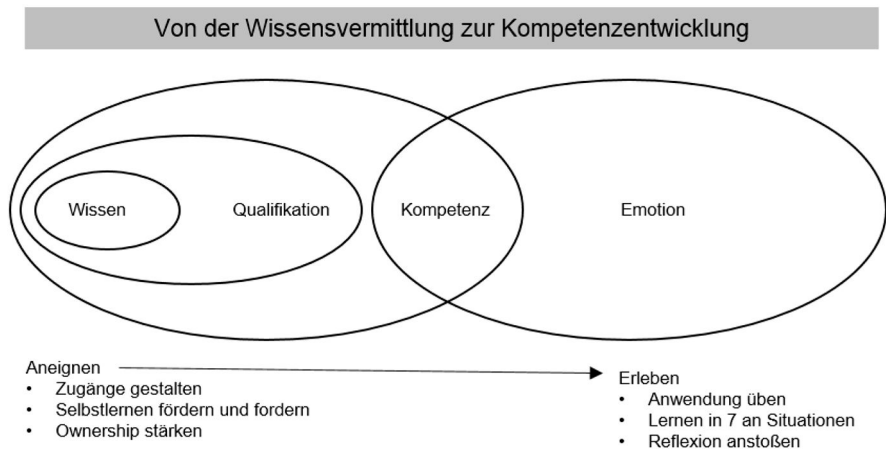 Von der Wissensvermittlung zur Kompetenzentwicklung
Wissen Qualifikation Kompetenz Emotion
Aneignen
• Zugänge gestalten
• Selbstlernen fördern und fordern
• Ownership stärken
Erleben
• Anwendung üben
• Lernen in 7 an Situationen
• Reflexion anstoßen